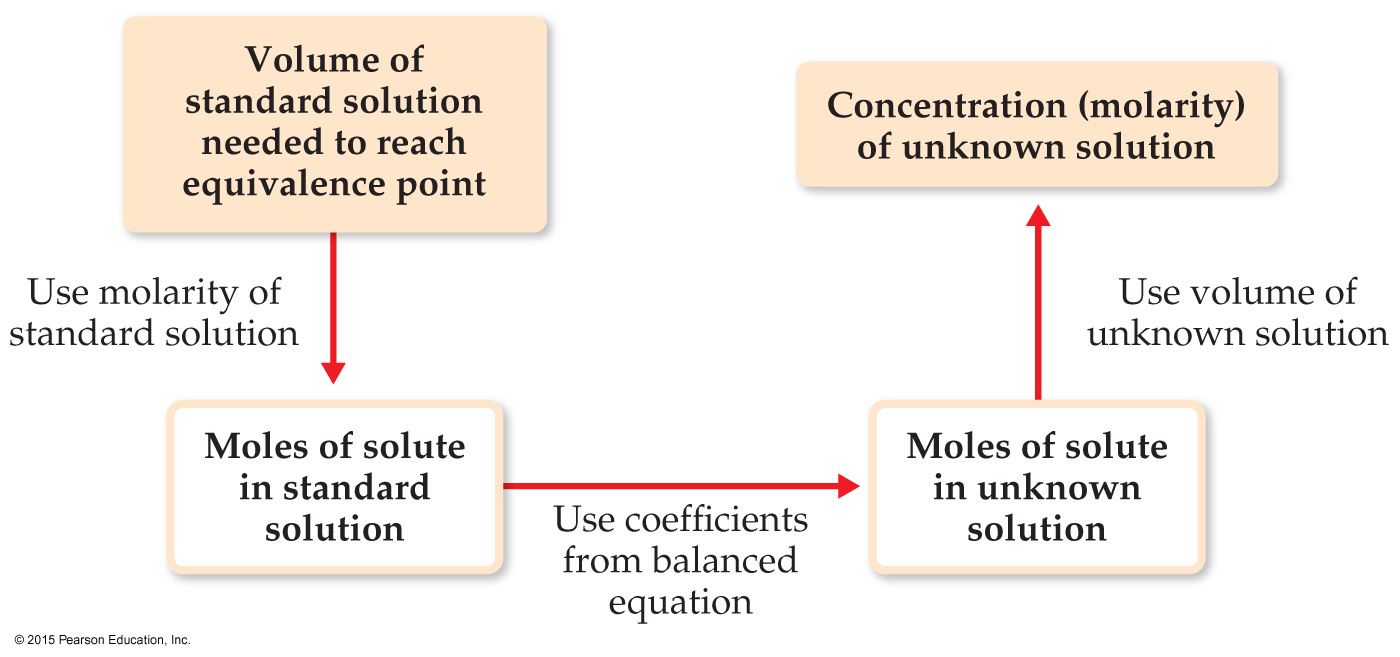 Volume of
standard solution
needed to reach
equivalence point
Concentration (molarity)
of unknown solution
Use molarity of
standard solution
Use volume of
unknown solution
Moles of solute
in standard
solution
Use coefficients
from balanced
equation
Moles of solute
in unknown
solution
© 2015 Pearson Education, Inc.